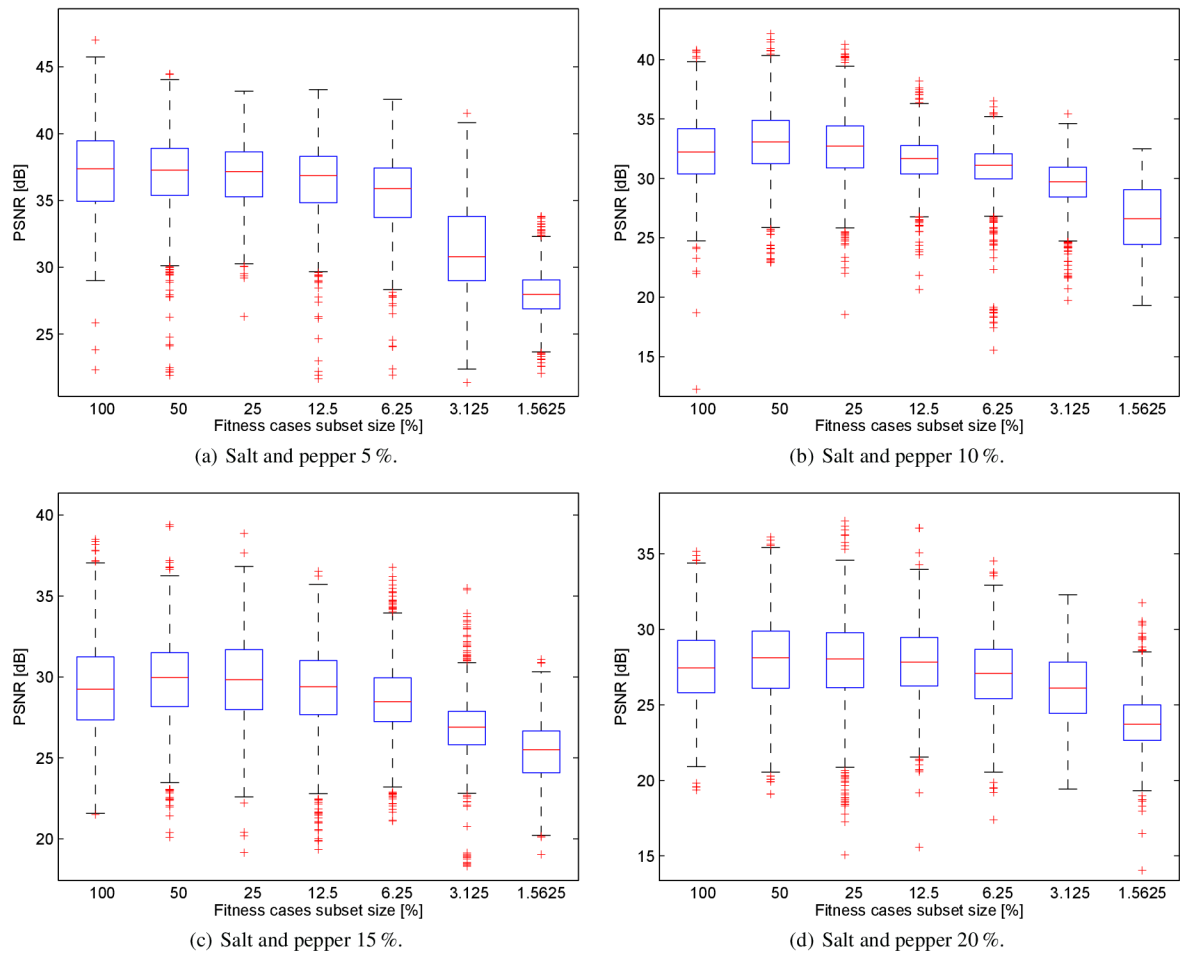 45
40
35
30
25
PSNR [dB]
100 50 25 12.5 6.25 3.125 1.5625
Fitness cases subset size [%]
(a) Salt and pepper 5 %.
40
35
30
25
20
15
PSNR [dB]
100 50 25 12.5 6.25 3.125 1.5625
Fitness cases subset size [%]
(b) Salt and pepper 10 %.
40
35
30
25
20
PSNR [dB]
100 50 25 12.5 6.25 3.125 1.5625
Fitness cases subset size [%]
(c) Salt and pepper 15 %.
35
30
25
20
15
PSNR [dB]
100 50 25 12.5 6.25 3.125 1.5625
Fitness cases subset size [%]
(d) Salt and pepper 20 %.